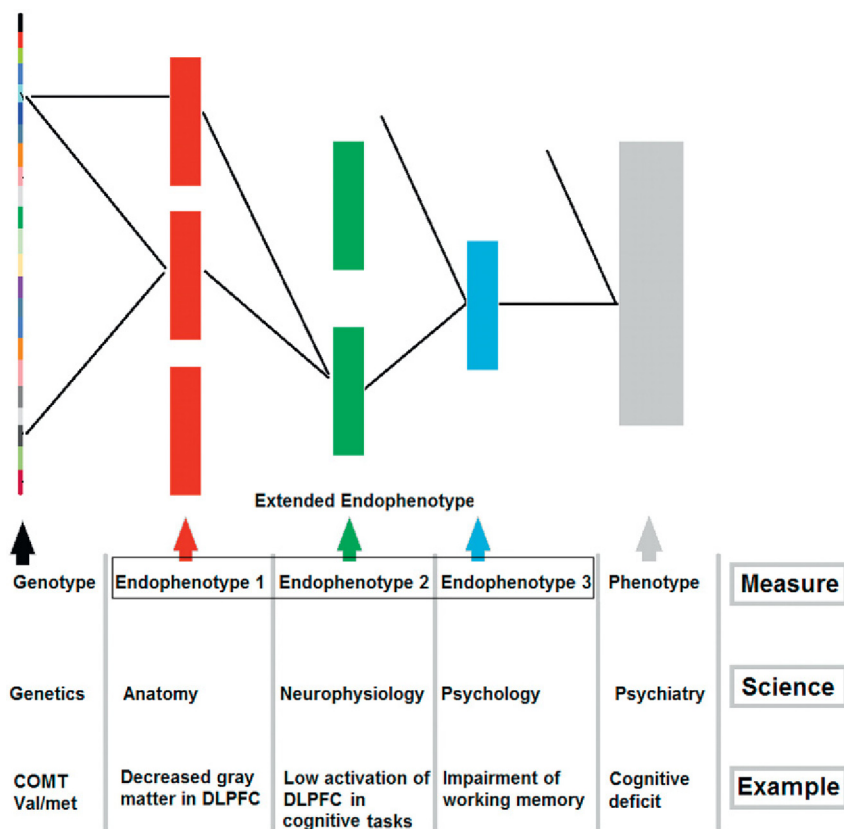 Extended Endophenotype
Genotype
Endophenotype 1
Endophenotype 2
Endophenotype 3
Phenotype
Measure
Genetics
Anatomy
Neurophysiology
Psychology
Psychiatry
Science
COMT
Val/met
Decreased gray
matter in DLPFC
Low activation of
DLPFC in
cognitive tasks
Impairment of
working memory
Cognitive
deficit
Example